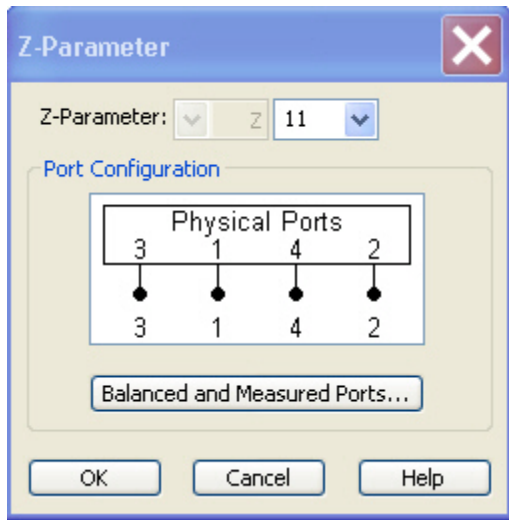 Z-Parameter
Z-Parameter: Z 11
Port Configuration
Physical Ports
3 1 4 2
3 1 4 2
Balanced and Measured Ports...
OK Cancel Help